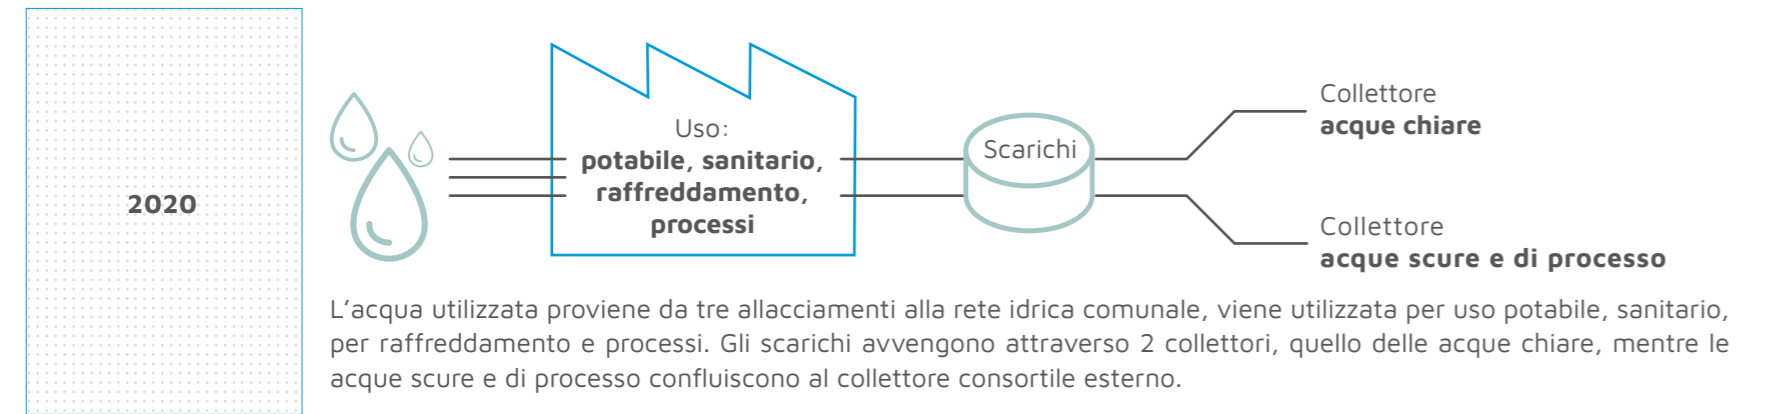 2020
Uso:
potabile, sanitario,
raffreddamento,
processi
Scarichi
Collettore
acque chiare
Collettore
acque scure e di processo
L’acqua utilizzata proviene da tre allacciamenti alla rete idrica comunale, viene utilizzata per uso potabile, sanitario,
per raffreddamento e processi. Gli scarichi avvengono attraverso 2 collettori, quello delle acque chiare, mentre le
acque scure e di processo confluiscono al collettore consortile esterno.